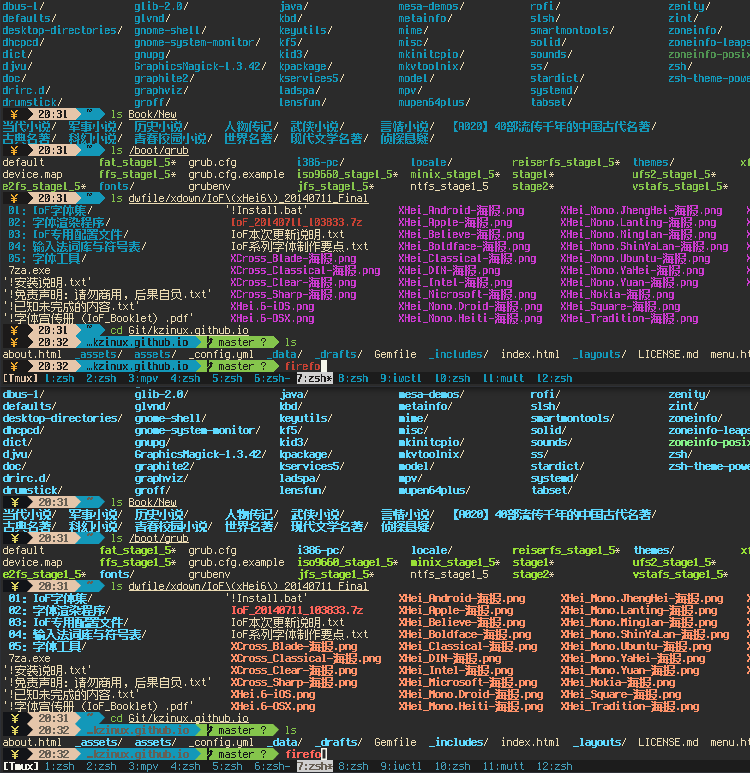 dbus-1/ glib-2.0/ java/ mesa-demos/ rofi/ zenity/
defaults/ glvnd/ kbd/ metainfo/ slsh/ zint/
desktop-directories/ gnome-shell/ keyutils/ mime/ smartmontools/ zoneinfo/
dhcpcd/ gnome-system-monitor/ kf5/ misc/ solid/ zoneinfo-leaps
dict/ gnupg/ kid3/ mkinitcpio/ sounds/ zoneinfo-posix
djvu/ GraphicsMagick-1.3.42/ kpackage/ mkvtoolnix/ ss/ zsh/
doc/ graphite2/ kservices5/ model/ stardict/ zsh-theme-pow
drirc.d/ graphviz/ ladspa/ mpv/ systemd/
drumstick/ groff/ lensfun/ mupen64plus/ tabset/
¥ 20:31 ~ ls Book/New
当代小说/ 军事小说/ 历史小说/ 人物传记/ 武侠小说/ 言情小说/ 【A020】40部流传千年的中国古代名著/
古典名著/ 科幻小说/ 青春校园小说/ 世界名著/ 现代文学名著/ 侦探悬疑/
¥ 20:31 ~ ls /boot/grub
default fat_stage1_5* grub.cfg i386-pc/ locale/ reiserfs_stage1_5* themes/ xf
device.map ffs_stage1_5* grub.cfg.example iso9660_stage1_5* minix_stage1_5* stage1* ufs2_stage1_5*
e2fs_stage1_5* fonts/ grubenv jfs_stage1_5* ntfs_stage1_5 stage2* vstafs_stage1_5*
¥ 20:31 ~ ls dwfile/xdown/IoF\(xHei6\)_20140711_Final
01：IoF字体集/ '!Install.bat' XHei_Android-海报.png XHei_Mono.JhengHei-海报.png
02：字体渲染程序/ IoF_20140711_103833.7z XHei_Apple-海报.png XHei_Mono.Lanting-海报.png
03：IoF专用配置文件/ IoF本次更新说明.txt XHei_Believe-海报.png XHei_Mono.Minglan-海报.png
04：输入法词库与符号表/ IoF系列字体制作要点.txt XHei_Boldface-海报.png XHei_Mono.ShinYaLan-海报.png
05：字体工具/ XCross_Blade-海报.png XHei_Classical-海报.png XHei_Mono.Ubuntu-海报.png
7za.exe XCross_Classical-海报.png XHei_DIN-海报.png XHei_Mono.YaHei-海报.png
'!安装说明.txt' XCross_Clear-海报.png XHei_Intel-海报.png XHei_Mono.Yuan-海报.png
'!免责声明：请勿商用，后果自负.txt' XCross_Sharp-海报.png XHei_Microsoft-海报.png XHei_Nokia-海报.png
'!已知未完成的内容.txt' XHei.6-iOS.png XHei_Mono.Droid-海报.png XHei_Square-海报.png
'!字体宣传册 (IoF_Booklet) .pdf' XHei.6-OSX.png XHei_Mono.Heiti-海报.png XHei_Tradition-海报.png
¥ 20:31 ~ cd Git/kzinux.github.io
¥ 20:32 …kzinux.github.io master ? ls
about.html _assets/ assets/ _config.yml _data/ _drafts/ Gemfile _includes/ index.html _layouts/ LICENSE.md menu.ht
¥ 20:32 …kzinux.github.io master ? firefo
[Tmux] 1:zsh 2:zsh 3:mpv 4:zsh 5:zsh 6:zsh- 7:zsh* 8:zsh 9:iwctl 10:zsh 11:mutt 12:zsh
dbus-1/ glib-2.0/ java/ mesa-demos/ rofi/ zenity/
defaults/ glvnd/ kbd/ metainfo/ slsh/ zint/
desktop-directories/ gnome-shell/ keyutils/ mime/ smartmontools/ zoneinfo/
dhcpcd/ gnome-system-monitor/ kf5/ misc/ solid/ zoneinfo-leaps
dict/ gnupg/ kid3/ mkinitcpio/ sounds/ zoneinfo-posix
djvu/ GraphicsMagick-1.3.42/ kpackage/ mkvtoolnix/ ss/ zsh/
doc/ graphite2/ kservices5/ model/ stardict/ zsh-theme-pow
drirc.d/ graphviz/ ladspa/ mpv/ systemd/
drumstick/ groff/ lensfun/ mupen64plus/ tabset/
¥ 20:31 ~ ls Book/New
当代小说/ 军事小说/ 历史小说/ 人物传记/ 武侠小说/ 言情小说/ 【A020】40部流传千年的中国古代名著/
古典名著/ 科幻小说/ 青春校园小说/ 世界名著/ 现代文学名著/ 侦探悬疑/
¥ 20:31 ~ ls /boot/grub
default fat_stage1_5* grub.cfg i386-pc/ locale/ reiserfs_stage1_5* themes/ xf
device.map ffs_stage1_5* grub.cfg.example iso9660_stage1_5* minix_stage1_5* stage1* ufs2_stage1_5*
e2fs_stage1_5* fonts/ grubenv jfs_stage1_5* ntfs_stage1_5 stage2* vstafs_stage1_5*
¥ 20:31 ~ ls dwfile/xdown/IoF\(xHei6\)_20140711_Final
01：IoF字体集/ '!Install.bat' XHei_Android-海报.png XHei_Mono.JhengHei-海报.png
02：字体渲染程序/ IoF_20140711_103833.7z XHei_Apple-海报.png XHei_Mono.Lanting-海报.png
03：IoF专用配置文件/ IoF本次更新说明.txt XHei_Believe-海报.png XHei_Mono.Minglan-海报.png
04：输入法词库与符号表/ IoF系列字体制作要点.txt XHei_Boldface-海报.png XHei_Mono.ShinYaLan-海报.png
05：字体工具/ XCross_Blade-海报.png XHei_Classical-海报.png XHei_Mono.Ubuntu-海报.png
7za.exe XCross_Classical-海报.png XHei_DIN-海报.png XHei_Mono.YaHei-海报.png
'!安装说明.txt' XCross_Clear-海报.png XHei_Intel-海报.png XHei_Mono.Yuan-海报.png
'!免责声明：请勿商用，后果自负.txt' XCross_Sharp-海报.png XHei_Microsoft-海报.png XHei_Nokia-海报.png
'!已知未完成的内容.txt' XHei.6-iOS.png XHei_Mono.Droid-海报.png XHei_Square-海报.png
'!字体宣传册 (IoF_Booklet) .pdf' XHei.6-OSX.png XHei_Mono.Heiti-海报.png XHei_Tradition-海报.png
¥ 20:31 ~ cd Git/kzinux.github.io
¥ 20:32 …kzinux.github.io master ? ls
about.html _assets/ assets/ _config.yml _data/ _drafts/ Gemfile _includes/ index.html _layouts/ LICENSE.md menu.ht
¥ 20:32 …kzinux.github.io master ? firefo
[Tmux] 1:zsh 2:zsh 3:mpv 4:zsh 5:zsh 6:zsh- 7:zsh* 8:zsh 9:iwctl 10:zsh 11:mutt 12:zsh